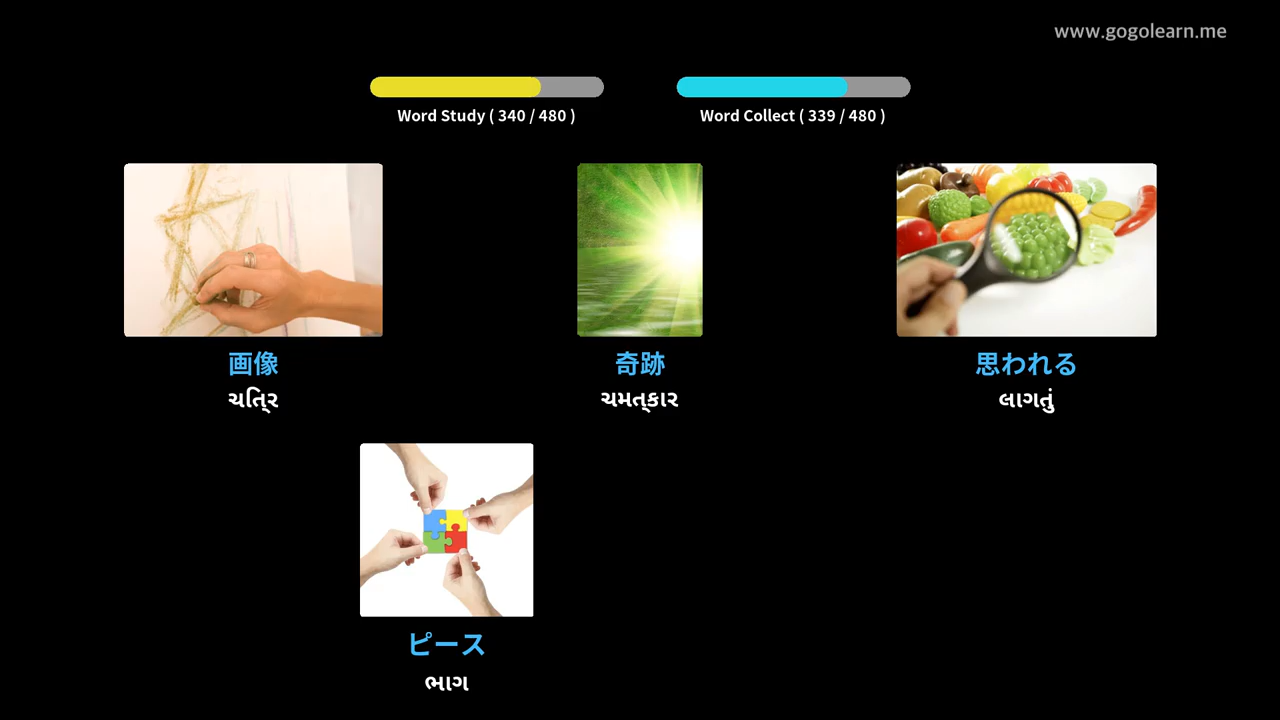 www.gogolearn.me
Word Study ( 340 / 480 )
Word Collect ( 339 / 480 )
画像
ચિત્ર
奇跡
ચમત્કાર
思われる
લાગતું
ピース
ભાગ